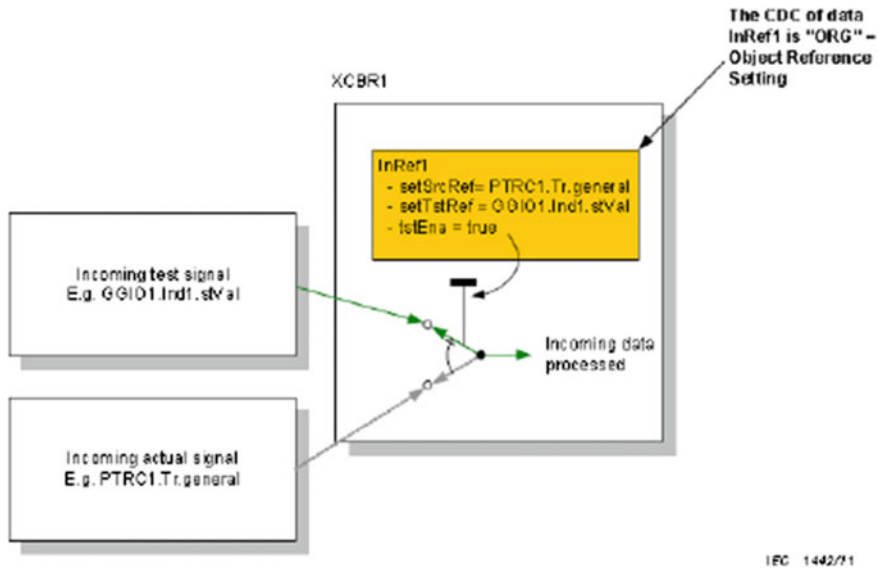 The CDC of data
InRef1 is "ORG" –
Object Reference
Setting
XCBR1
InRef1
- setSrcRef= PTRC1.Tr.general
- setTstRef = GGIO1.Ind1.stVal
- tstEna = true
Incoming test signal
E.g. GGIO1.Ind1.stVal
Incoming data
processed
Incoming actual signal
E.g. PTRC1.Tr.general
IEC 1442/11